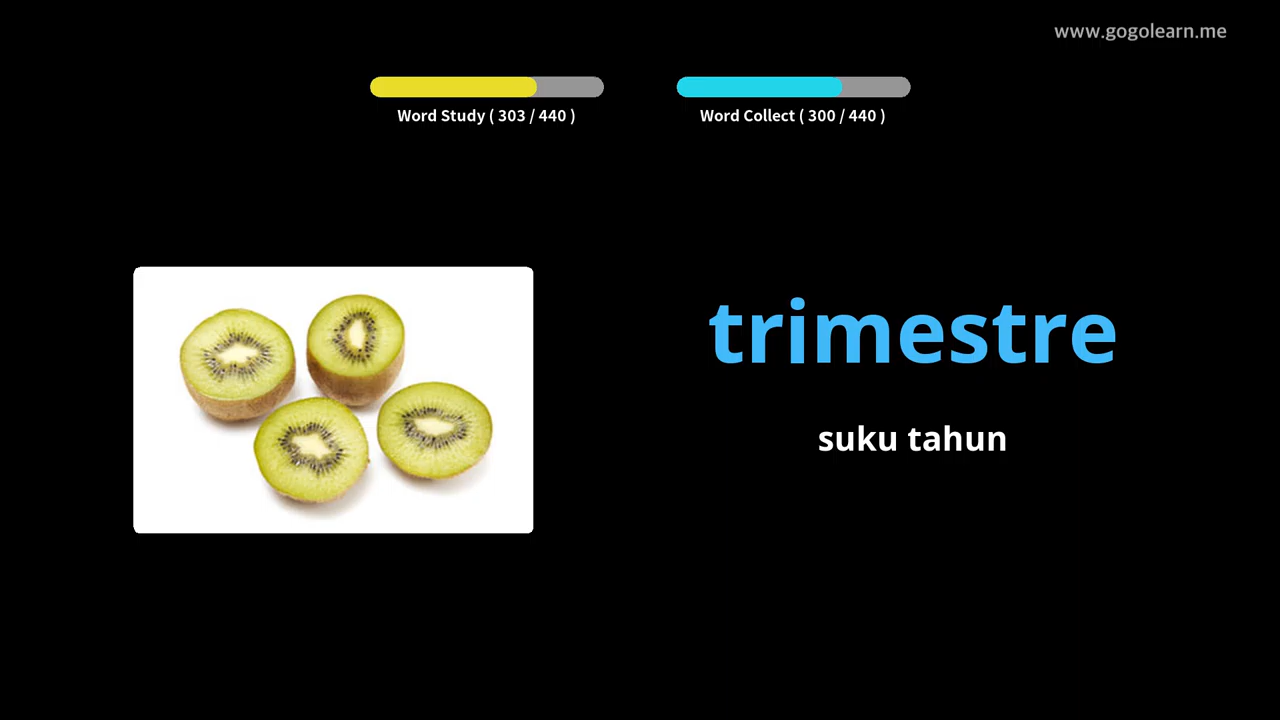 www.gogolearn.me
Word Study ( 303 / 440 )
Word Collect ( 300 / 440 )
trimestre
suku tahun